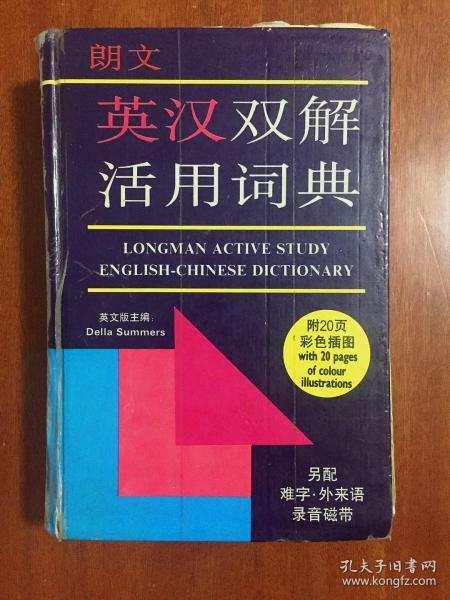 朗文
英汉双解
活用词典
LONGMAN ACTIVE STUDY
ENGLISH-CHINESE DICTIONARY
英文版主编:
Della Summers
附20页
彩色插图
with 20 pages
of colour
illustrations
另配
难字·外来语
录音磁带
孔夫子旧书网
www.kongfz.com